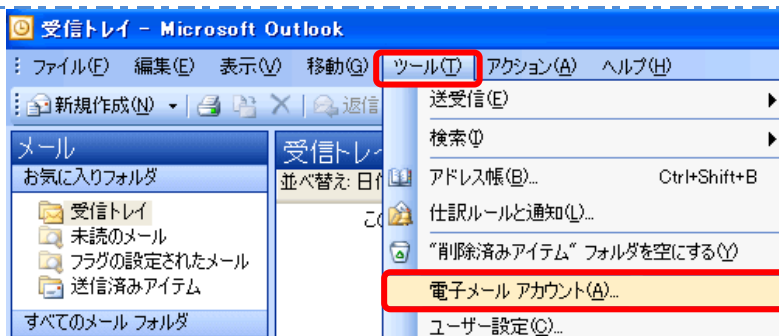 受信トレイ - Microsoft Outlook
ファイル(F) 編集(E) 表示(V) 移動(G) ツール(T) アクション(A) ヘルプ(H)
新規作成(N) 返信
送受信(E)
検索(I)
アドレス帳(B)... Ctrl+Shift+B
仕訳ルールと通知(L)...
"削除済みアイテム" フォルダを空にする(Y)
電子メール アカウント(A)...
ユーザー設定(C)...
メール
お気に入りフォルダ
受信トレイ
未読のメール
フラグの設定されたメール
送信済みアイテム
すべてのメール フォルダ
受信トレイ
並べ替え: 日付
この